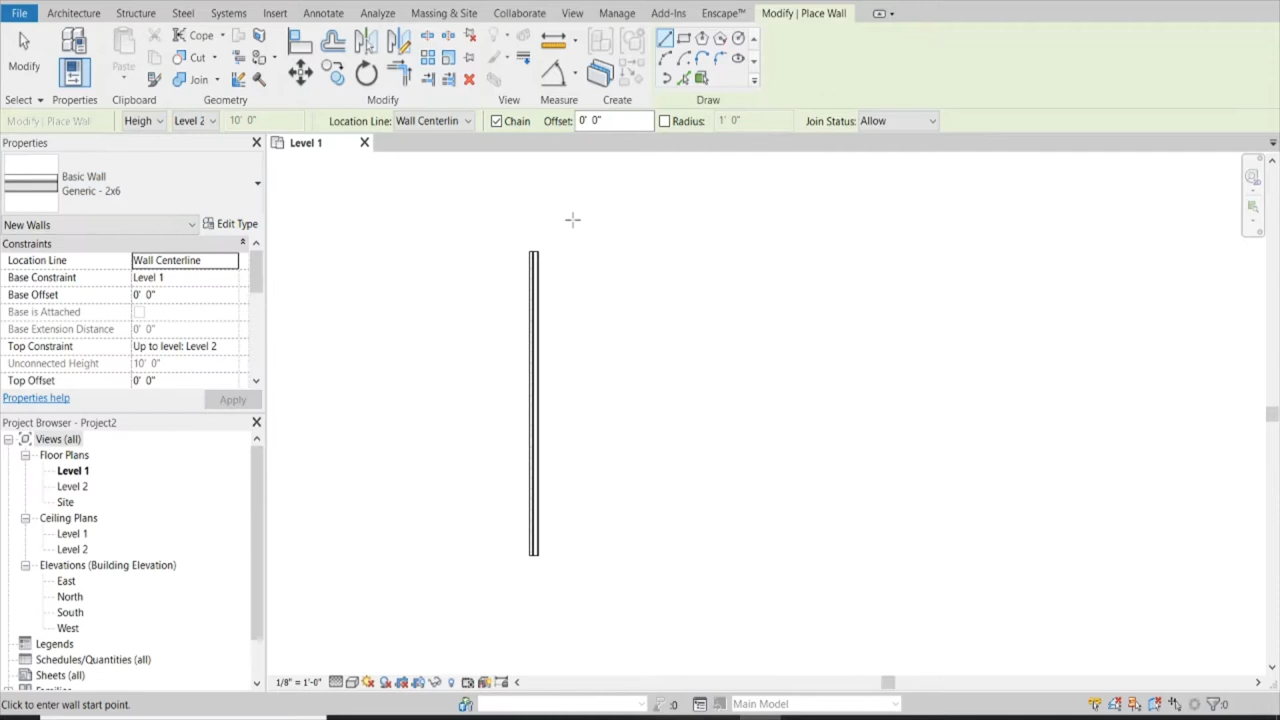 File Architecture Structure Steel Systems Insert Annotate Analyze Massing & Site Collaborate View Manage Add-Ins Enscape™ Modify | Place Wall
Cope
Modify Paste Cut
Join
Select Properties Clipboard Geometry Modify View Measure Create Draw
Modify | Place Wall Heigh Level 2 10' 0" Location Line: Wall Centerlin Chain Offset: 0' 0" Radius: 1' 0" Join Status: Allow
Properties
Level 1
Basic Wall
Generic - 2x6
New Walls Edit Type
Constraints
Location Line Wall Centerline
Base Constraint Level 1
Base Offset 0' 0"
Base is Attached
Base Extension Distance 0' 0"
Top Constraint Up to level: Level 2
Unconnected Height 10' 0"
Top Offset 0' 0"
Properties help Apply
Project Browser - Project2
Views (all)
Floor Plans
Level 1
Level 2
Site
Ceiling Plans
Level 1
Level 2
Elevations (Building Elevation)
East
North
South
West
Legends
Schedules/Quantities (all)
Sheets (all)
1/8" = 1'-0"
Click to enter wall start point. :0 Main Model :0